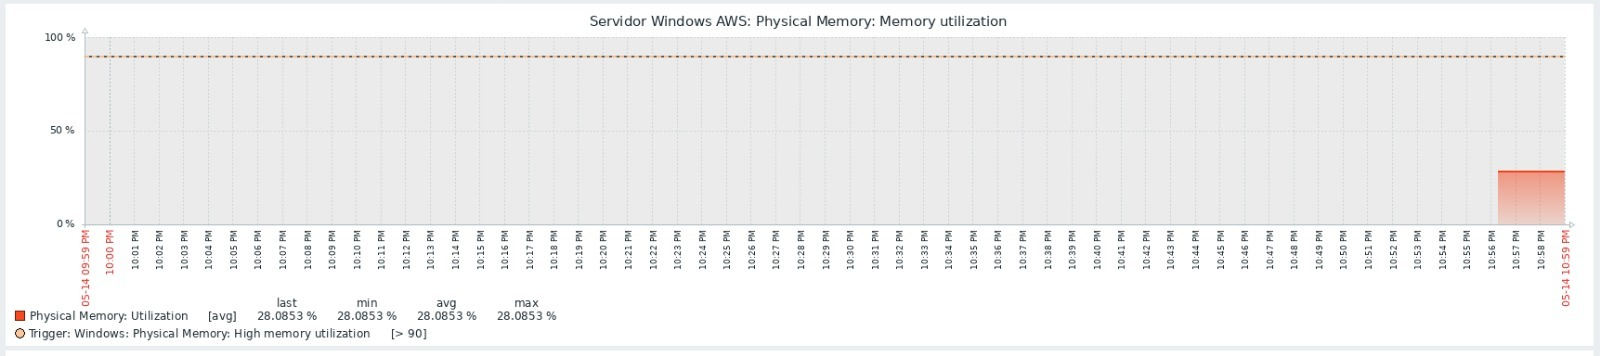 Servidor Windows AWS: Physical Memory: Memory utilization
100 %
50 %
0 %
05-14 09:59 PM
10:00 PM
10:01 PM
10:02 PM
10:03 PM
10:04 PM
10:05 PM
10:06 PM
10:07 PM
10:08 PM
10:09 PM
10:10 PM
10:11 PM
10:12 PM
10:13 PM
10:14 PM
10:15 PM
10:16 PM
10:17 PM
10:18 PM
10:19 PM
10:20 PM
10:21 PM
10:22 PM
10:23 PM
10:24 PM
10:25 PM
10:26 PM
10:27 PM
10:28 PM
10:29 PM
10:30 PM
10:31 PM
10:32 PM
10:33 PM
10:34 PM
10:35 PM
10:36 PM
10:37 PM
10:38 PM
10:39 PM
10:40 PM
10:41 PM
10:42 PM
10:43 PM
10:44 PM
10:45 PM
10:46 PM
10:47 PM
10:48 PM
10:49 PM
10:50 PM
10:51 PM
10:52 PM
10:53 PM
10:54 PM
10:55 PM
10:56 PM
10:57 PM
10:58 PM
05-14 10:59 PM
last min avg max
Physical Memory: Utilization [avg] 28.0853 % 28.0853 % 28.0853 % 28.0853 %
Trigger: Windows: Physical Memory: High memory utilization [> 90]